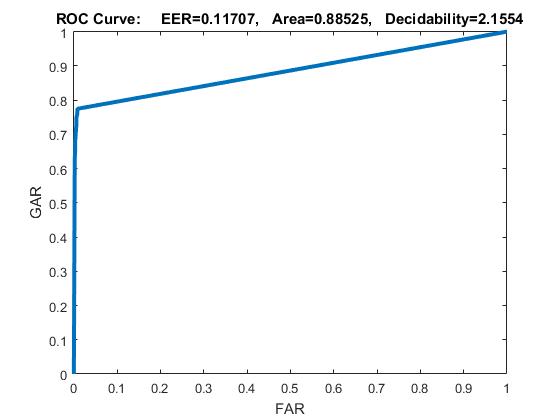 ROC Curve: EER=0.11707, Area=0.88525, Decidability=2.1554
1
0.9
0.8
0.7
0.6
0.5
0.4
0.3
0.2
0.1
0
GAR
0 0.1 0.2 0.3 0.4 0.5 0.6 0.7 0.8 0.9 1
FAR